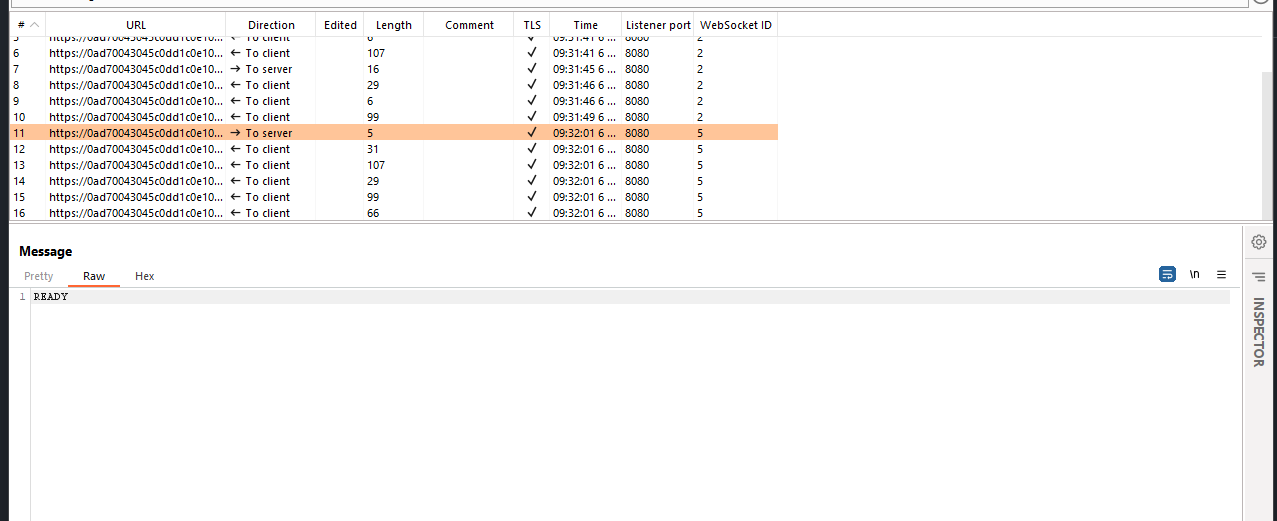 # URL Direction Edited Length Comment TLS Time Listener port WebSocket ID
5 https://0ad70043045c0dd1c0e10... ← To client 6 ✓ 09:31:41 6 ... 8080 2
6 https://0ad70043045c0dd1c0e10... ← To client 107 ✓ 09:31:41 6 ... 8080 2
7 https://0ad70043045c0dd1c0e10... → To server 16 ✓ 09:31:45 6 ... 8080 2
8 https://0ad70043045c0dd1c0e10... ← To client 29 ✓ 09:31:46 6 ... 8080 2
9 https://0ad70043045c0dd1c0e10... ← To client 6 ✓ 09:31:46 6 ... 8080 2
10 https://0ad70043045c0dd1c0e10... ← To client 99 ✓ 09:31:49 6 ... 8080 2
11 https://0ad70043045c0dd1c0e10... → To server 5 ✓ 09:32:01 6 ... 8080 5
12 https://0ad70043045c0dd1c0e10... ← To client 31 ✓ 09:32:01 6 ... 8080 5
13 https://0ad70043045c0dd1c0e10... ← To client 107 ✓ 09:32:01 6 ... 8080 5
14 https://0ad70043045c0dd1c0e10... ← To client 29 ✓ 09:32:01 6 ... 8080 5
15 https://0ad70043045c0dd1c0e10... ← To client 99 ✓ 09:32:01 6 ... 8080 5
16 https://0ad70043045c0dd1c0e10... ← To client 66 ✓ 09:32:01 6 ... 8080 5
Message
Pretty Raw Hex \n
1 READY
INSPECTOR